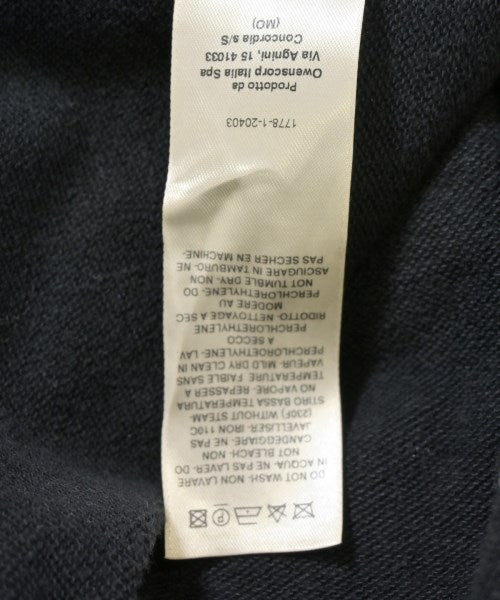 DO NOT WASH- NON LAVARE
IN ACQUA- NE PAS LAVER- DO
NOT BLEACH- NON
CANDEGGIARE- NE PAS
JAVELLISER- IRON 110C
(230F) WITHOUT STEAM-
STIRO BASSA TEMPERATURA
NO VAPORE- REPASSER A
TEMPERATURE FAIBLE SANS
VAPEUR- MILD DRY CLEAN IN
PERCHLOROETHYLENE- LAV.
A SECCO
PERCHLORETHYLENE
RIDOTTO- NETTOYAGE A SEC
MODERE AU
PERCHLORETHYLENE- DO
NOT TUMBLE DRY- NON
ASCIUGARE IN TAMBURO- NE
PAS SECHER EN MACHINE-
1778-1-20403
Prodotto da
Owenscorp Italia Spa
Via Agnini, 15 41033
Concordia s/S
(MO)